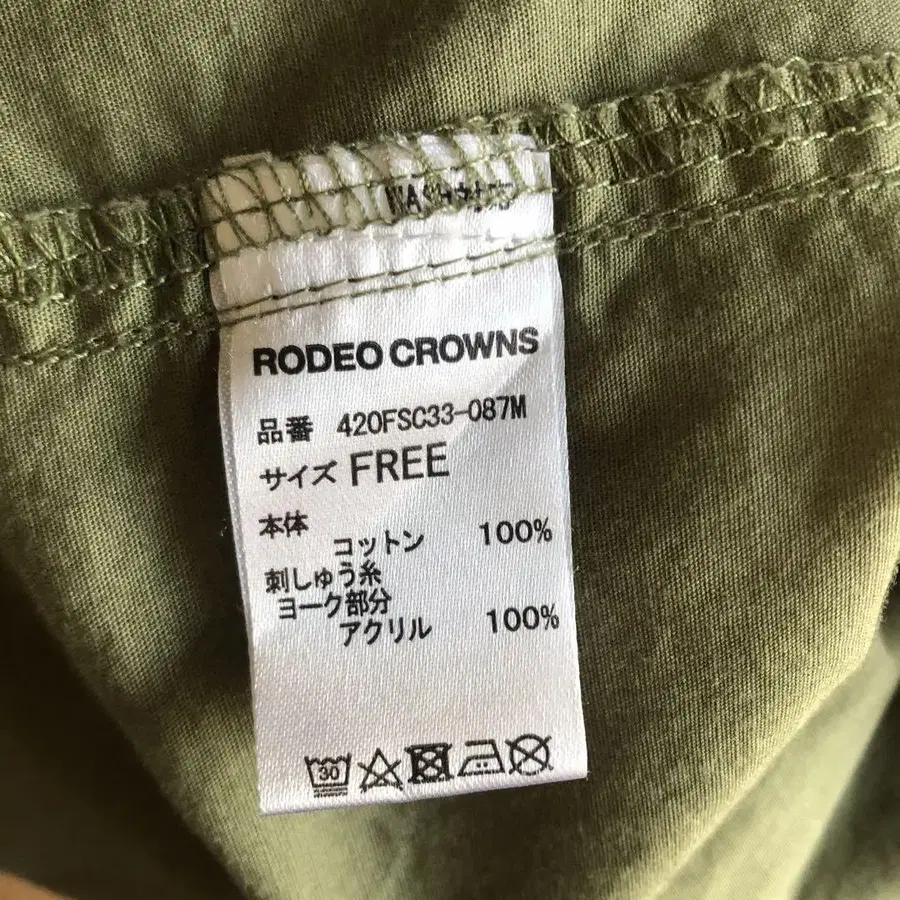 RODEO CROWNS
品番 420FSC33-087M
サイズ FREE
本体
コットン 100%
刺しゅう糸
ヨーク部分
アクリル 100%
30